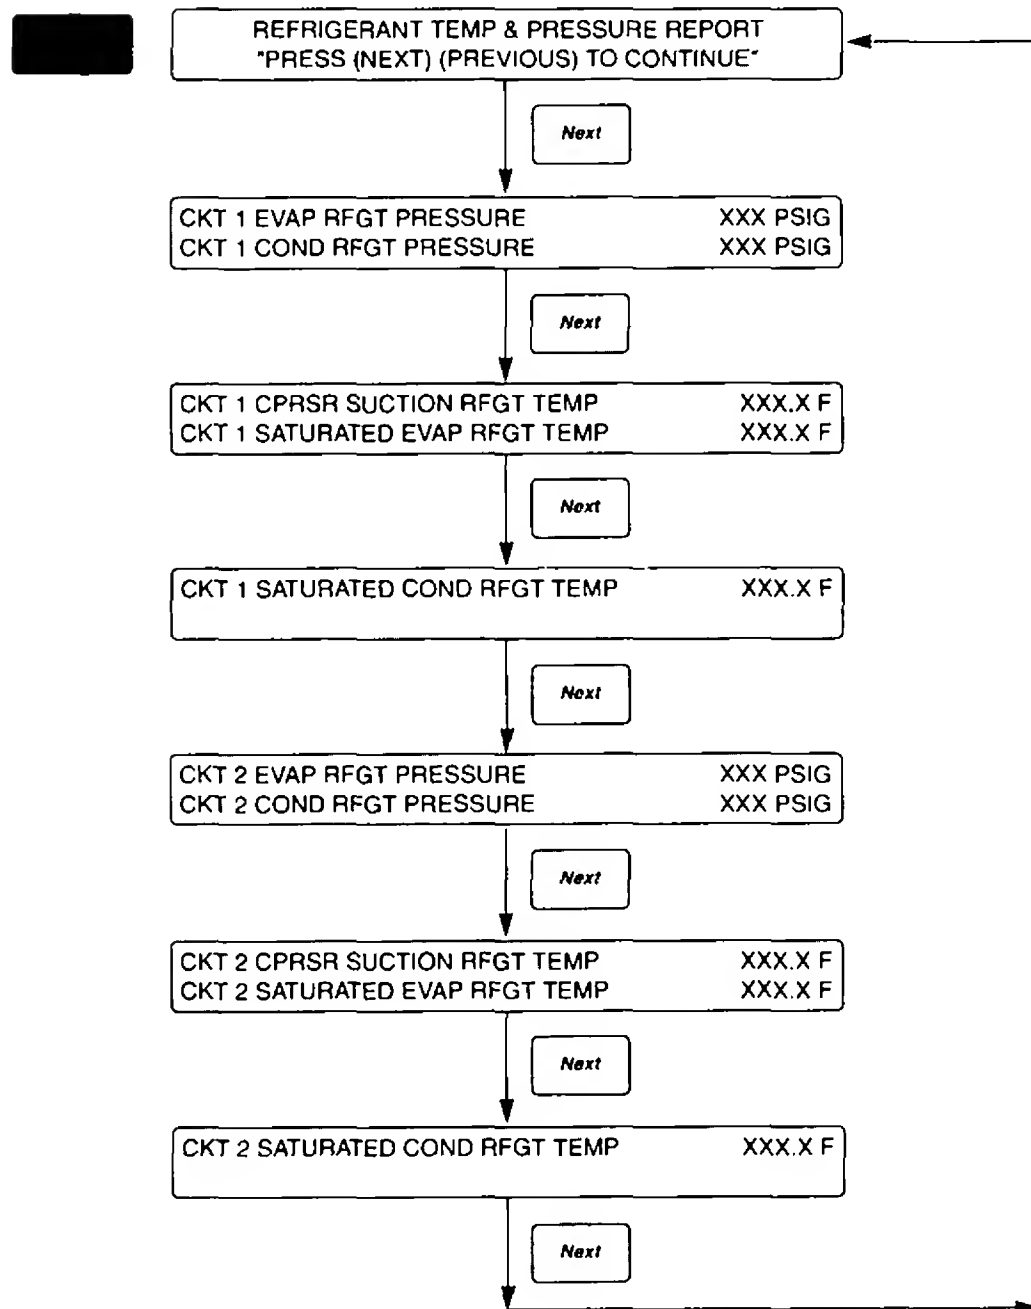 REFRIGERANT TEMP & PRESSURE REPORT
"PRESS (NEXT) (PREVIOUS) TO CONTINUE"
Next
CKT 1 EVAP RFGT PRESSURE XXX PSIG
CKT 1 COND RFGT PRESSURE XXX PSIG
Next
CKT 1 CPRSR SUCTION RFGT TEMP XXX.X F
CKT 1 SATURATED EVAP RFGT TEMP XXX.X F
Next
CKT 1 SATURATED COND RFGT TEMP XXX.X F
Next
CKT 2 EVAP RFGT PRESSURE XXX PSIG
CKT 2 COND RFGT PRESSURE XXX PSIG
Next
CKT 2 CPRSR SUCTION RFGT TEMP XXX.X F
CKT 2 SATURATED EVAP RFGT TEMP XXX.X F
Next
CKT 2 SATURATED COND RFGT TEMP XXX.X F
Next